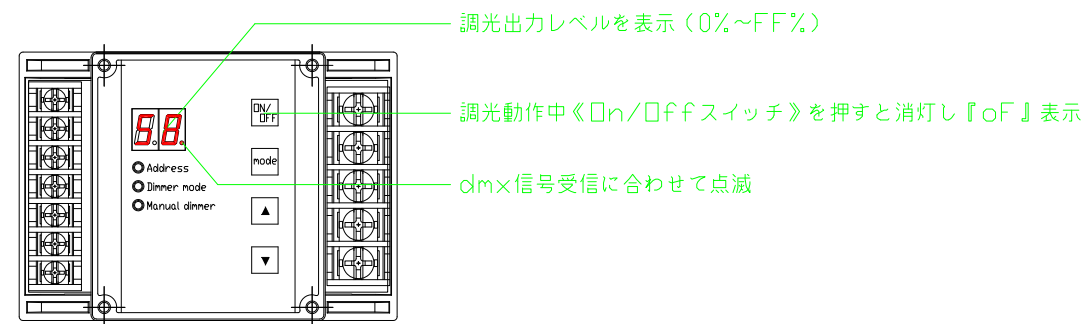 調光出力レベルを表示（0%～FF%）
ON/
OFF
調光動作中《On/Offスイッチ》を押すと消灯し『oF』表示
58
mode
Address
Dimmer mode
dmx信号受信に合わせて点滅
Manual dimmer
▲
▼